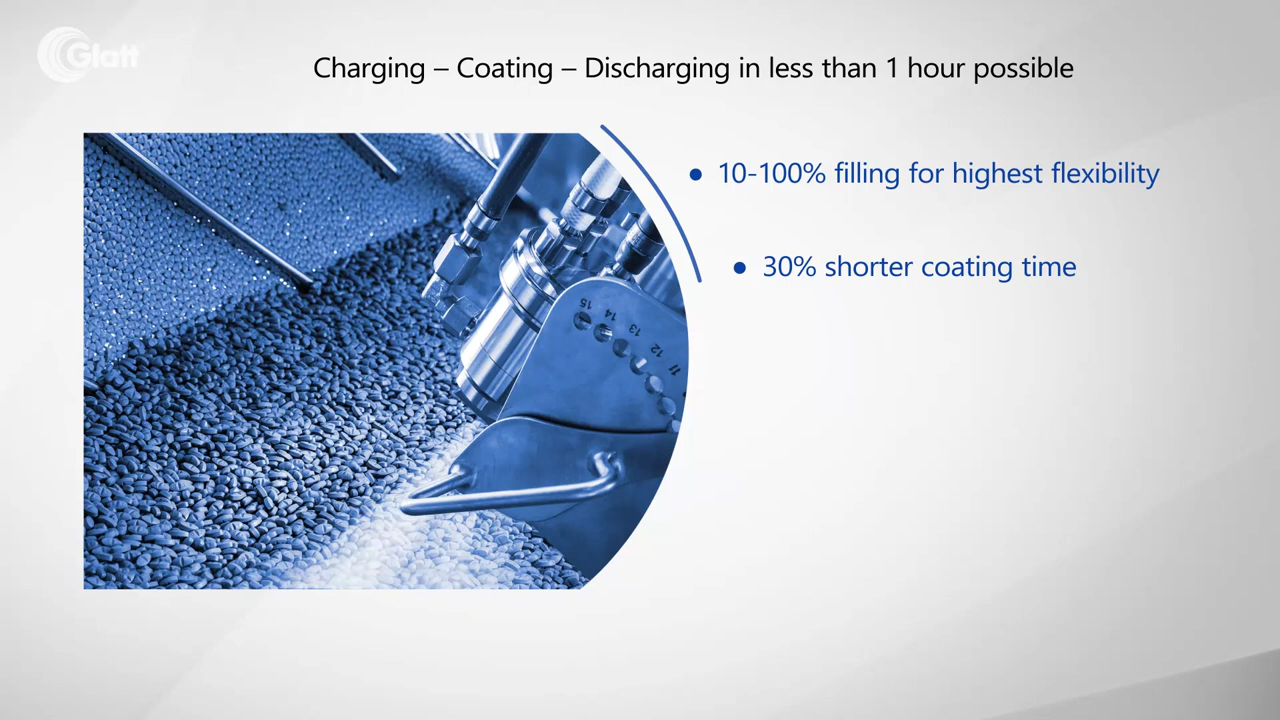 Glatt
Charging – Coating – Discharging in less than 1 hour possible
● 10-100% filling for highest flexibility
● 30% shorter coating time
15
14
13
12
11